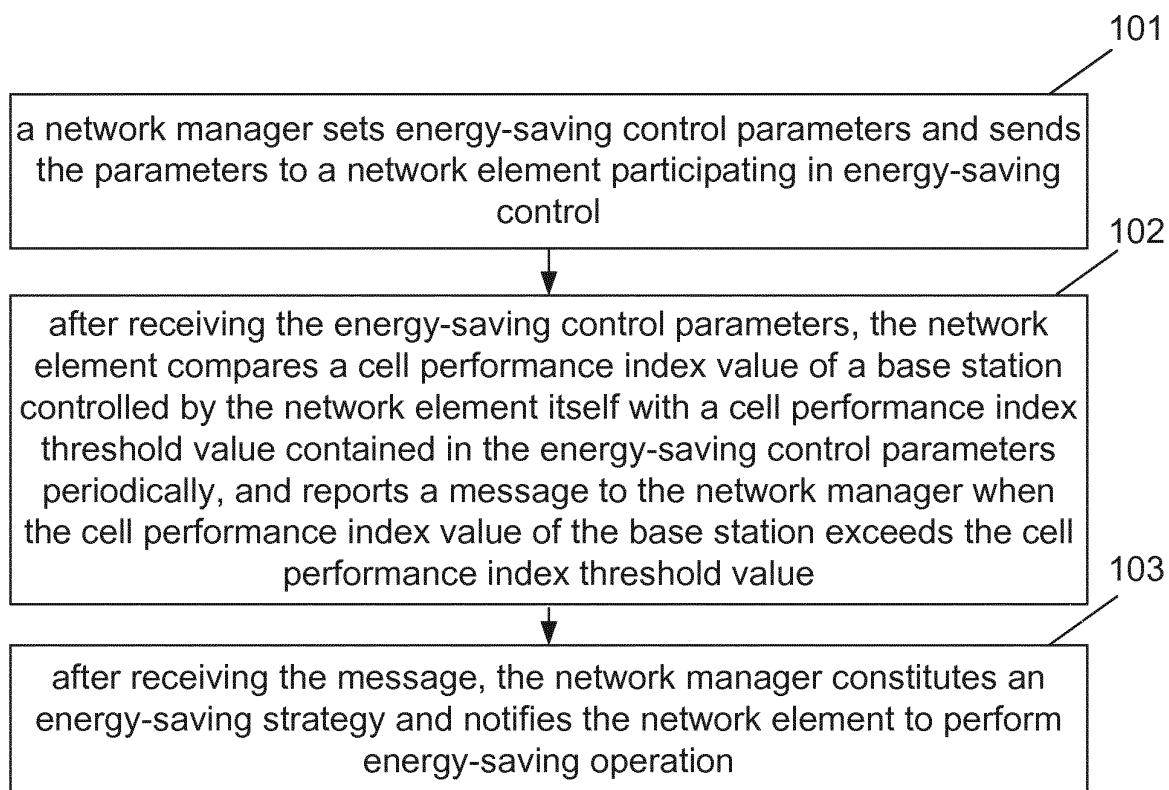 101
a network manager sets energy-saving control parameters and sends
the parameters to a network element participating in energy-saving
control
102
after receiving the energy-saving control parameters, the network
element compares a cell performance index value of a base station
controlled by the network element itself with a cell performance index
threshold value contained in the energy-saving control parameters
periodically, and reports a message to the network manager when
the cell performance index value of the base station exceeds the cell
performance index threshold value
103
after receiving the message, the network manager constitutes an
energy-saving strategy and notifies the network element to perform
energy-saving operation